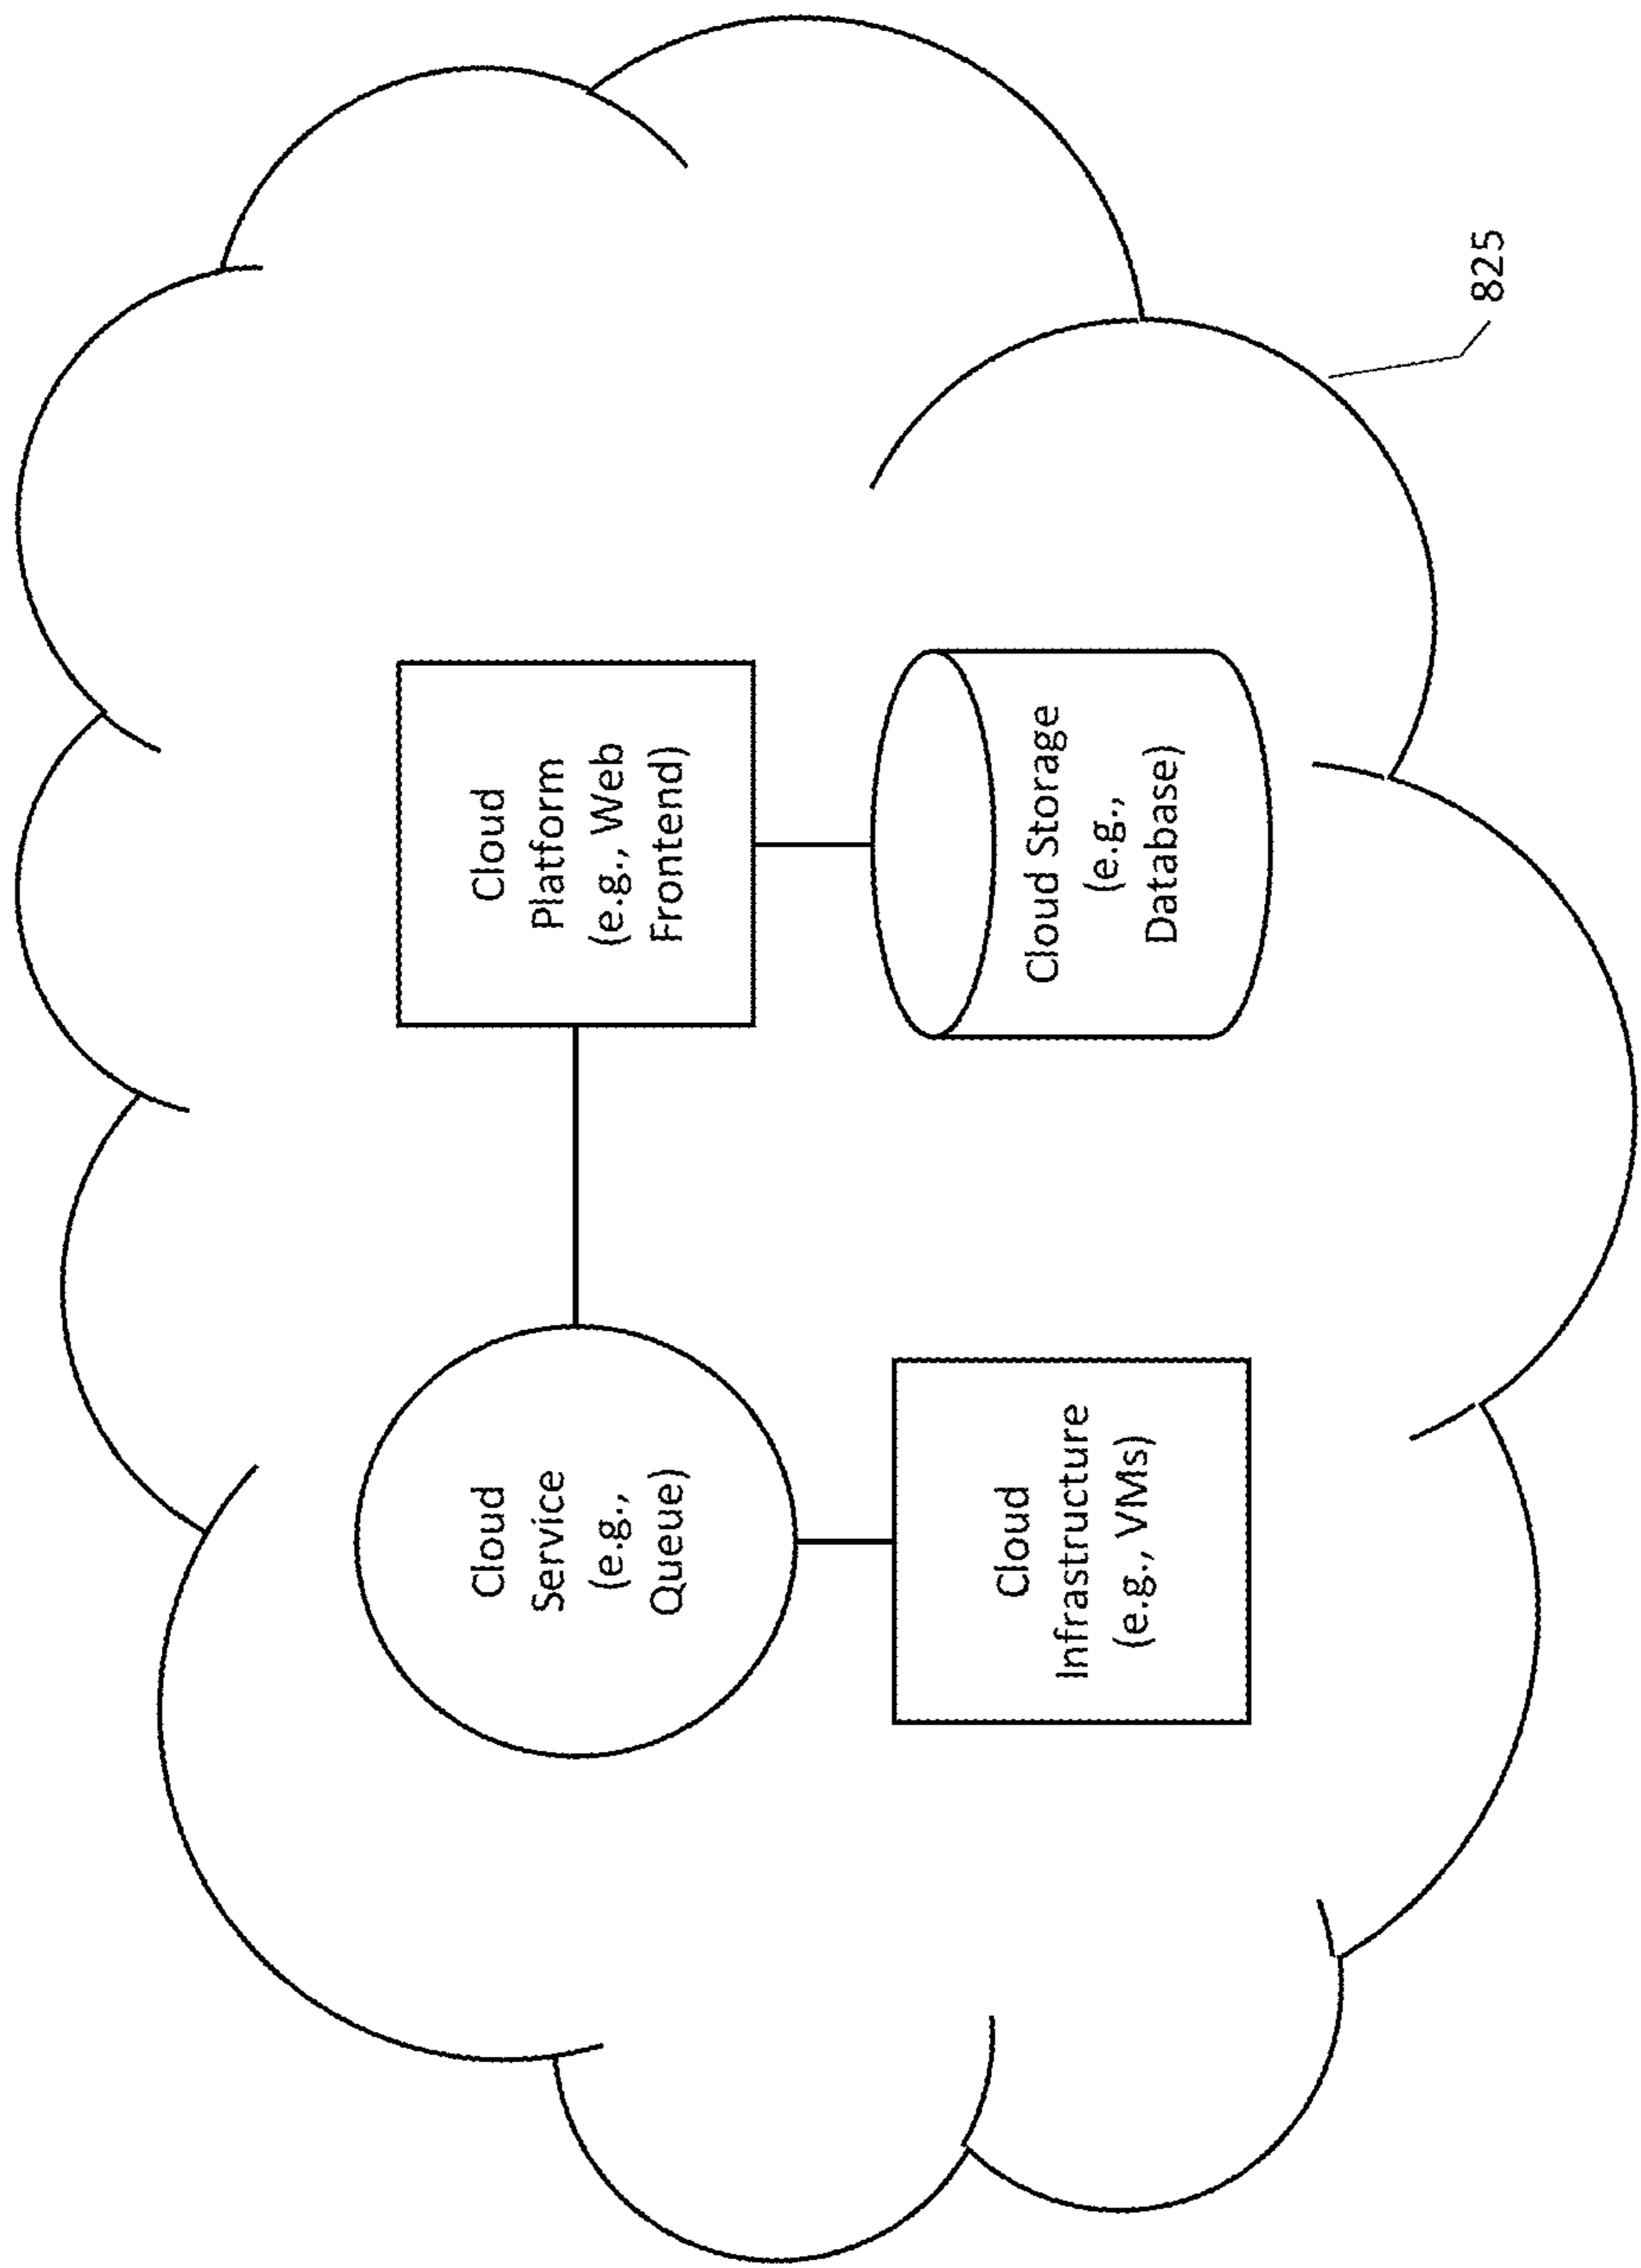 Cloud
Service
(e.g.,
Queue)
Cloud
Platform
(e.g., Web
Frontend)
Cloud
Infrastructure
(e.g., VMs)
Cloud Storage
(e.g.,
Database)
825